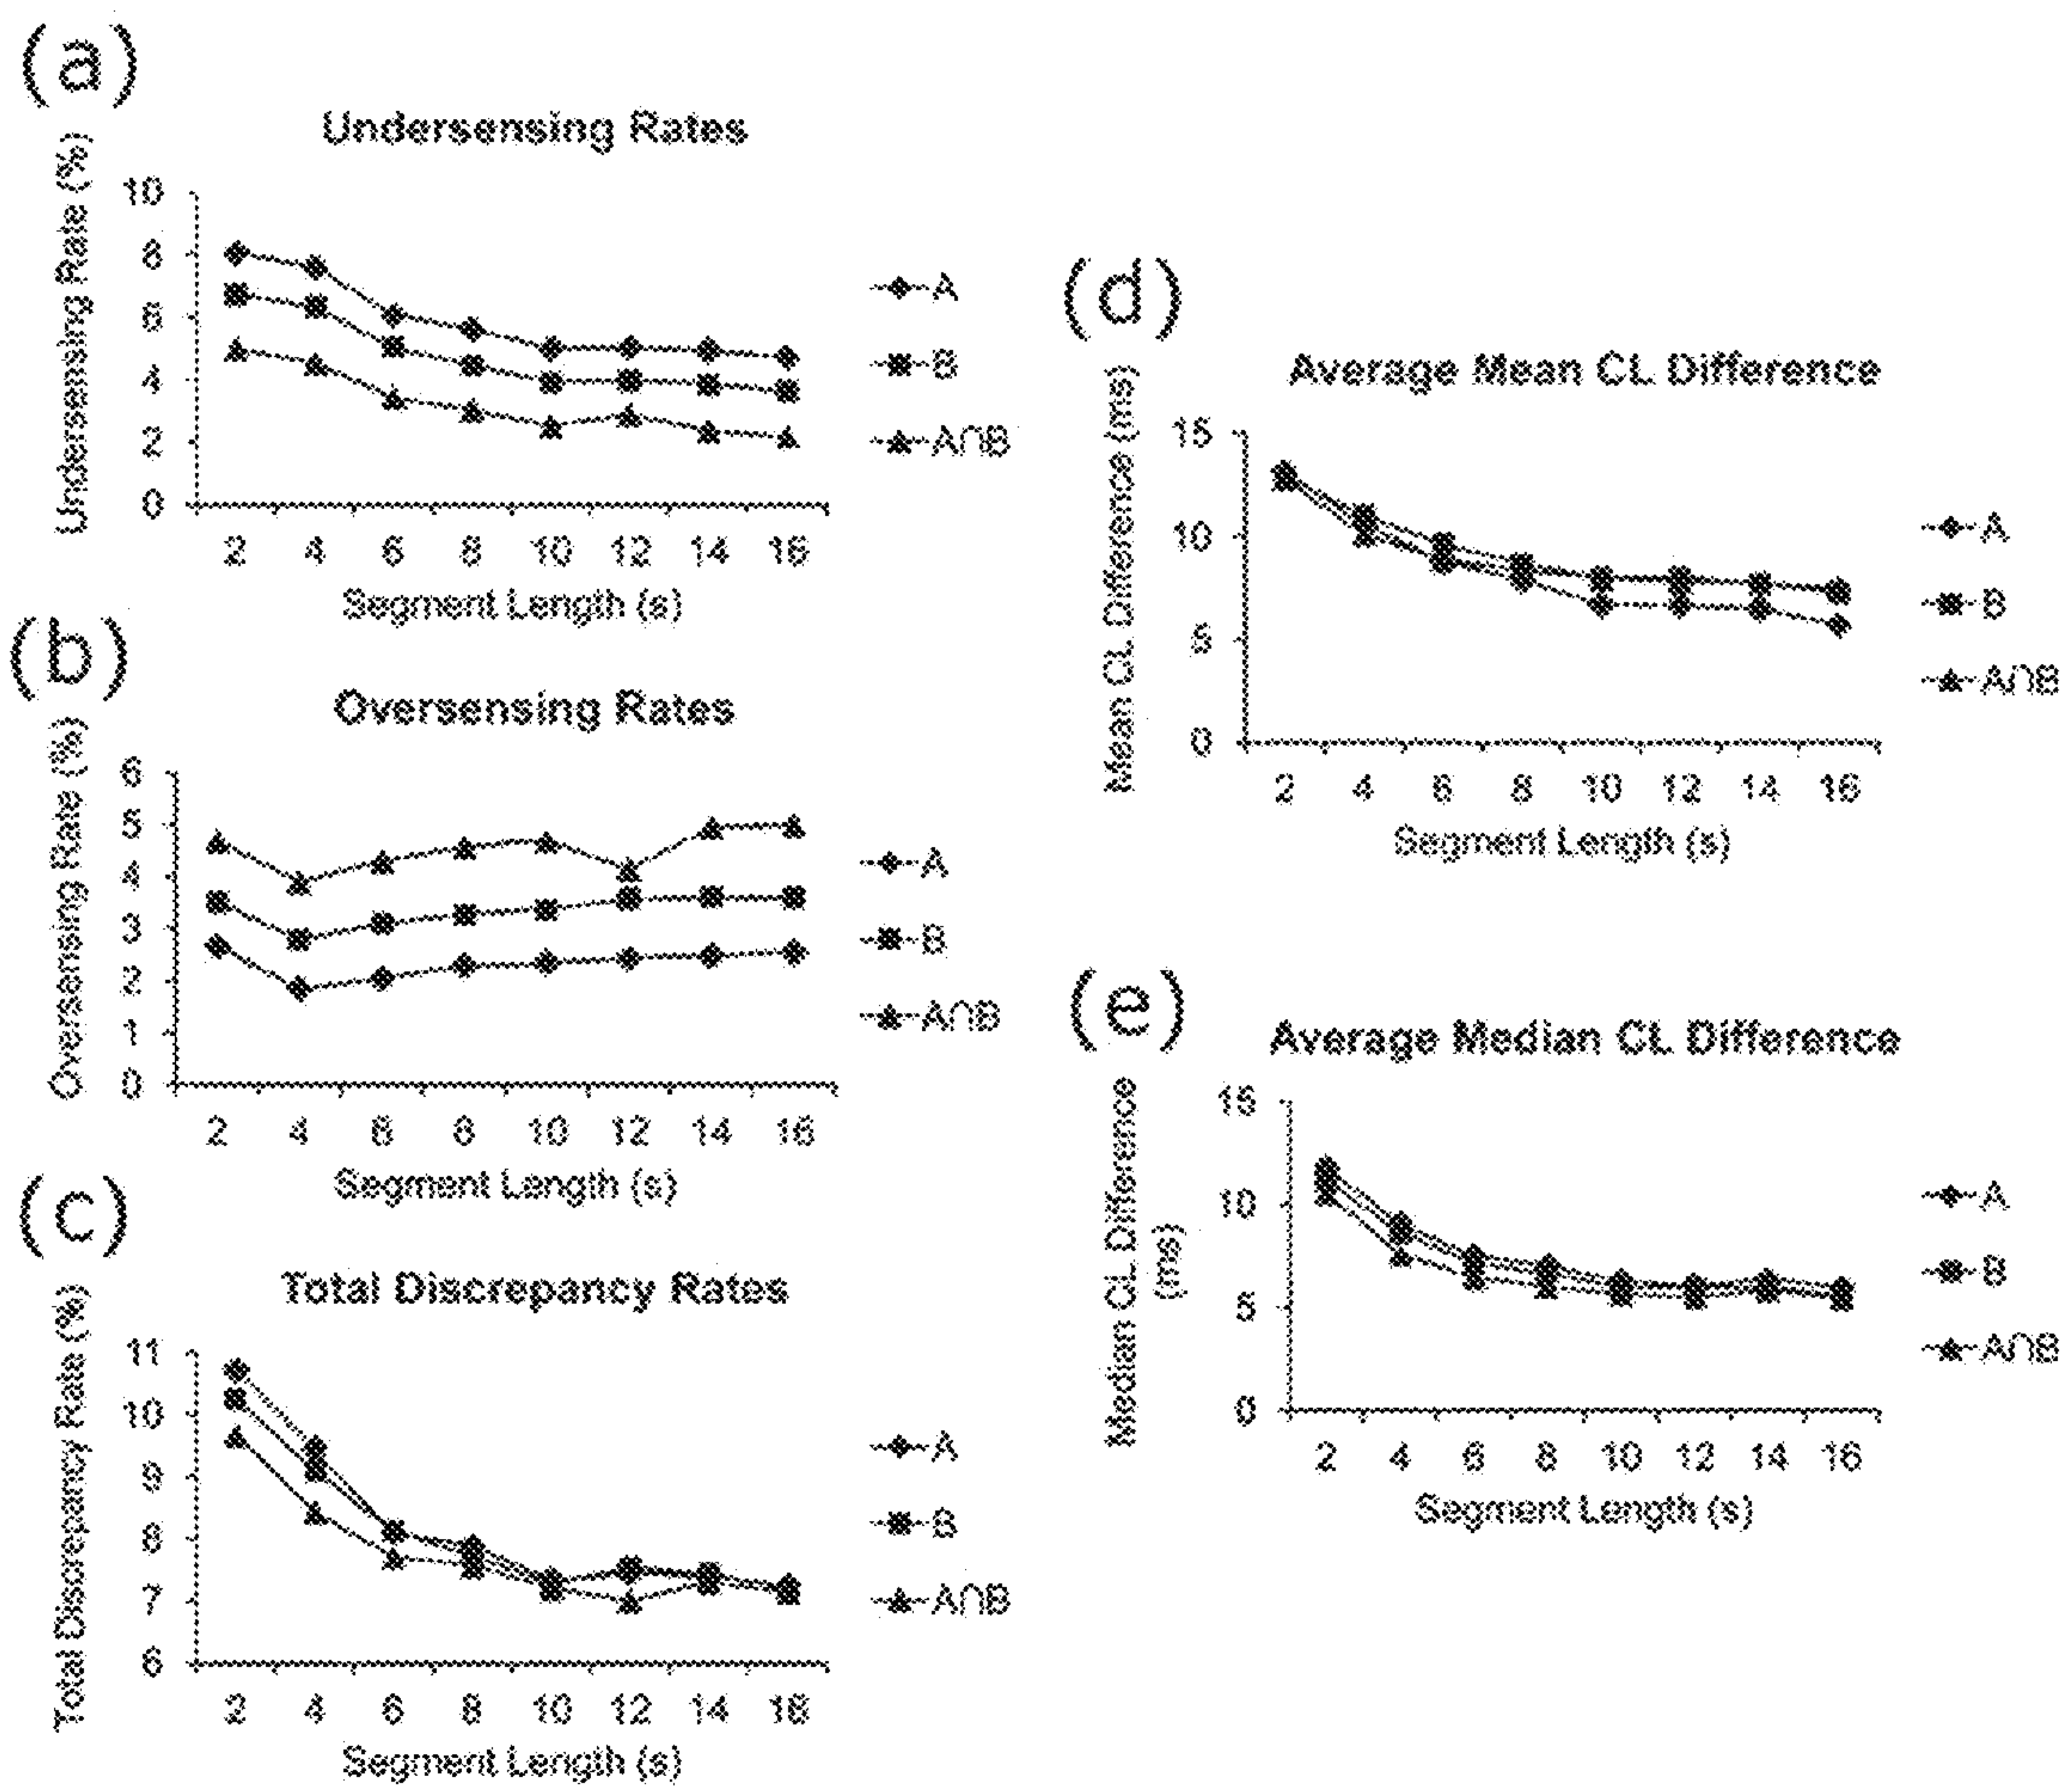 (a)
Undersensing Rates
Undersensing Rate (%)
10
8
6
4
2
0
2 4 6 8 10 12 14 16
Segment Length (s)
A
B
A∩B
(b)
Oversensing Rates
Oversensing Rate (%)
6
5
4
3
2
1
0
2 4 6 8 10 12 14 16
Segment Length (s)
A
B
A∩B
(c)
Total Discrepancy Rates
Total Discrepancy Rate (%)
11
10
9
8
7
6
2 4 6 8 10 12 14 16
Segment Length (s)
A
B
A∩B
(d)
Average Mean CL Difference
Mean CL Difference (ms)
15
10
5
0
2 4 6 8 10 12 14 16
Segment Length (s)
A
B
A∩B
(e)
Average Median CL Difference
Median CL Difference
(ms)
15
10
5
0
2 4 6 8 10 12 14 16
Segment Length (s)
A
B
A∩B